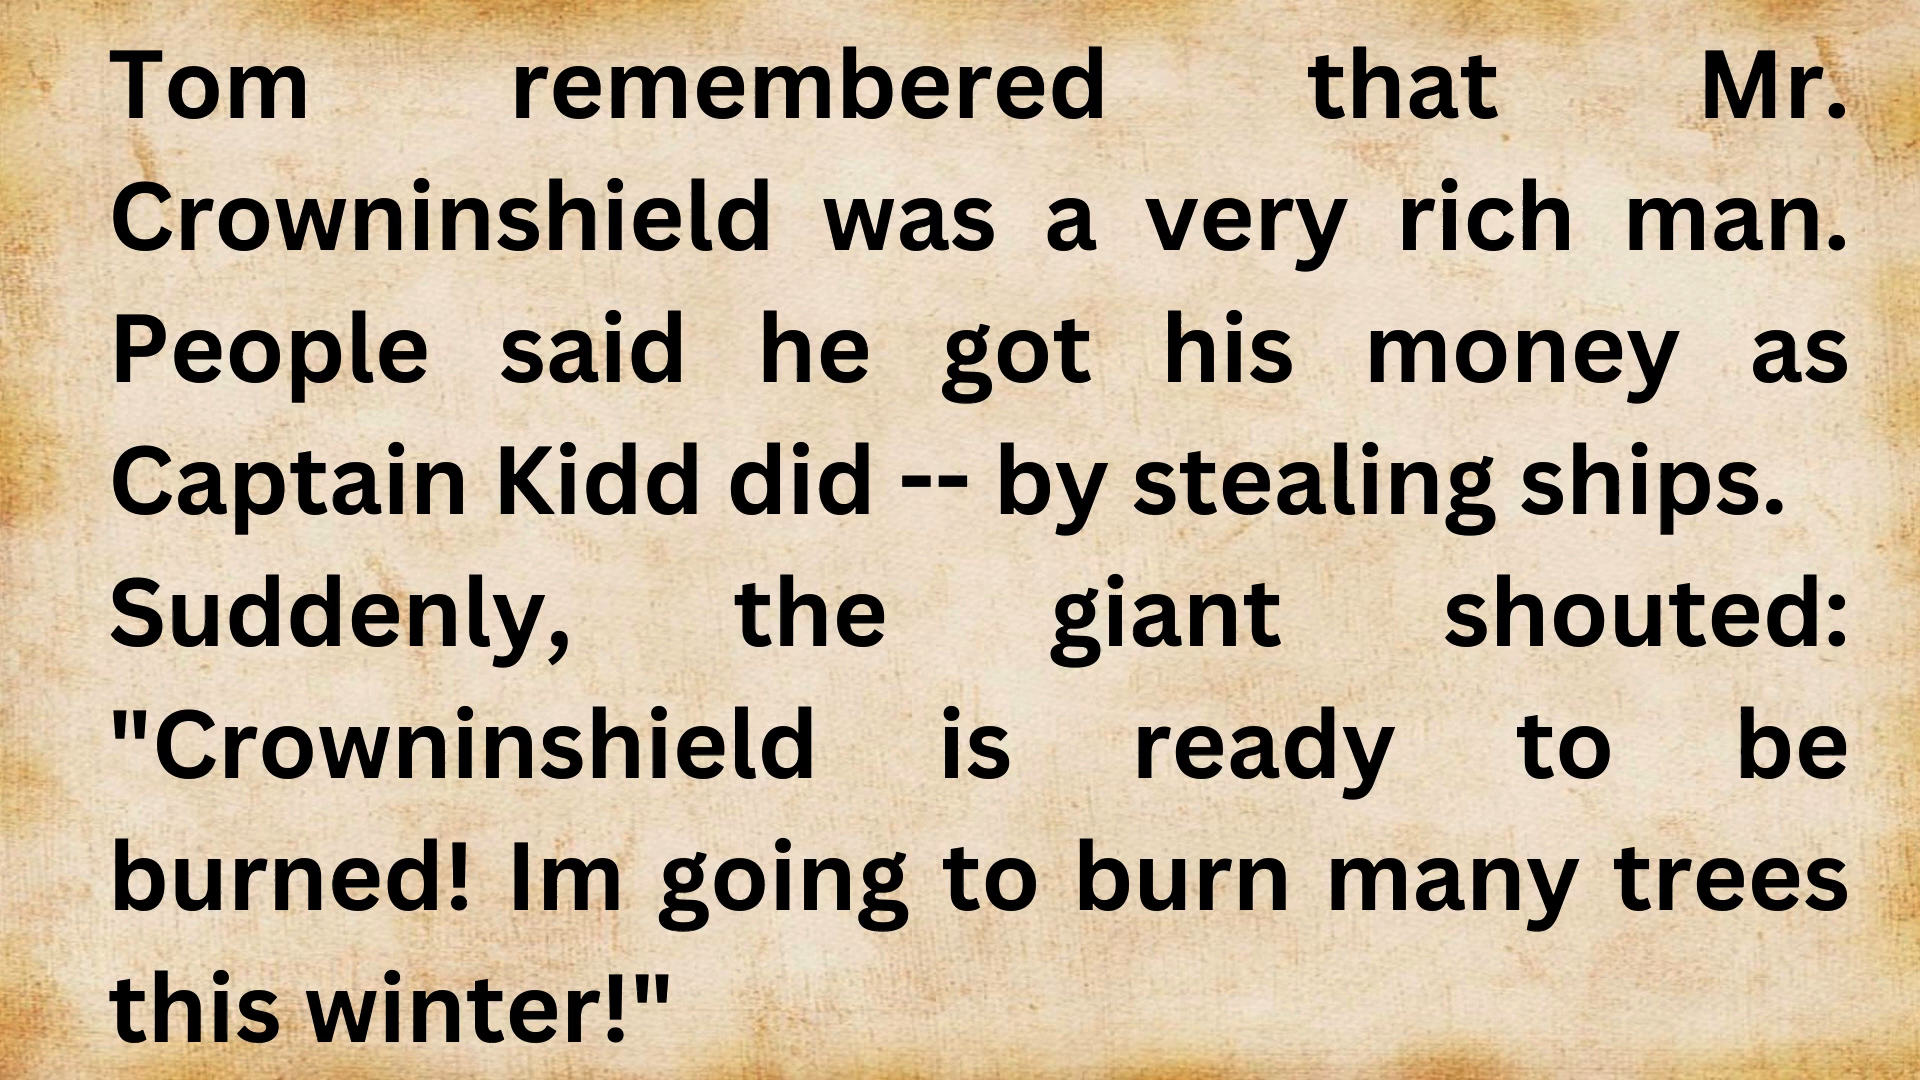 Tom remembered that Mr.
Crowninshield was a very rich man.
People said he got his money as
Captain Kidd did -- by stealing ships.
Suddenly, the giant shouted:
"Crowninshield is ready to be
burned! Im going to burn many trees
this winter!"